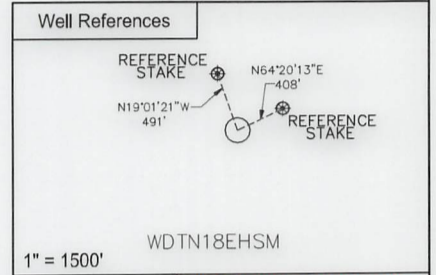 Well References
REFERENCE
STAKE
N64°20'13"E
408'
N19°01'21"W
491'
REFERENCE
STAKE
WDTN18EHSM
1" = 1500'